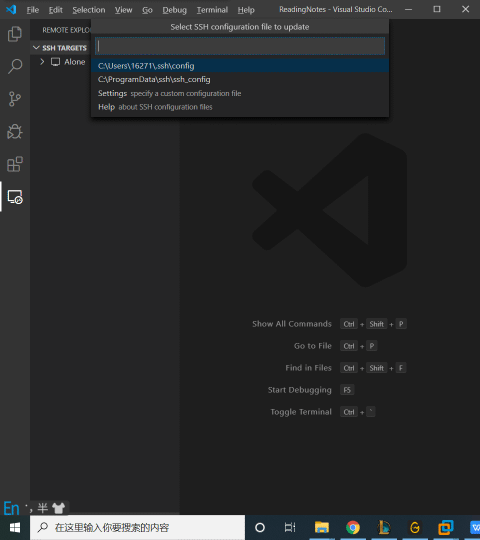 File Edit Selection View Go Debug Terminal Help
ReadingNotes - Visual Studio Co...
Select SSH configuration file to update
REMOTE EXPLO
SSH TARGETS
Alone
C:\Users\16271\.ssh\config
C:\ProgramData\ssh\ssh_config
Settings specify a custom configuration file
Help about SSH configuration files
Show All Commands Ctrl + Shift + P
Go to File Ctrl + P
Find in Files Ctrl + Shift + F
Start Debugging F5
Toggle Terminal Ctrl + `
En 半
在这里输入你要搜索的内容